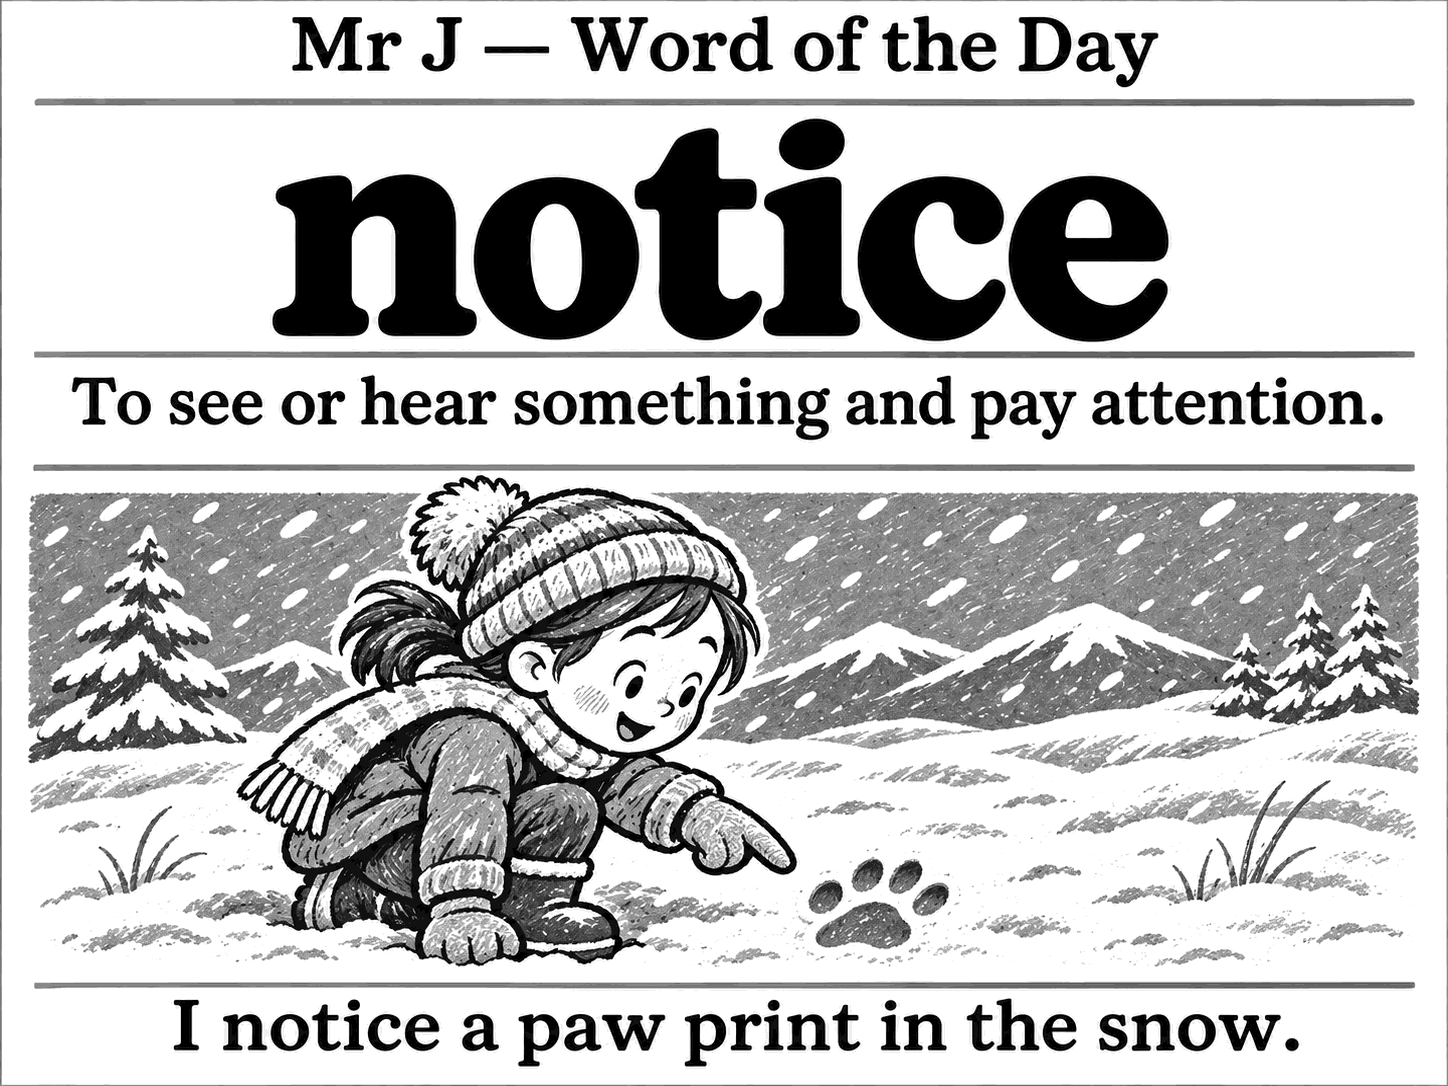 Mr J — Word of the Day
notice
To see or hear something and pay attention.
I notice a paw print in the snow.